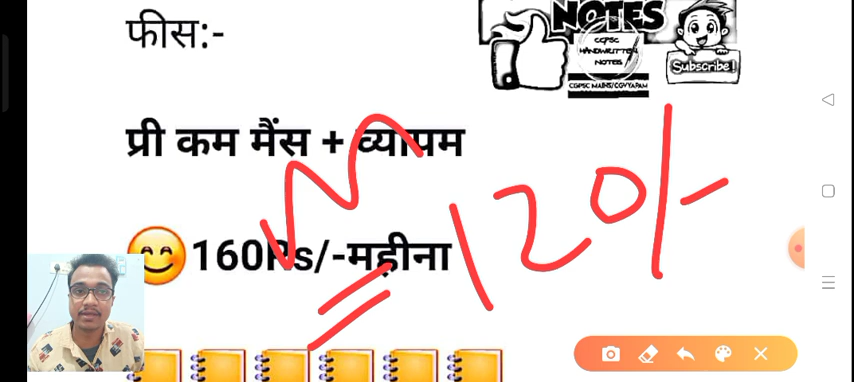 फीस:-
NOTES
CGPSC
HANDWRITTEN
NOTES
Subscribe!
CGPSC MAINS/CGVYAPAM
प्री कम मैंस + व्यापम
120/-
160Rs/-महीना